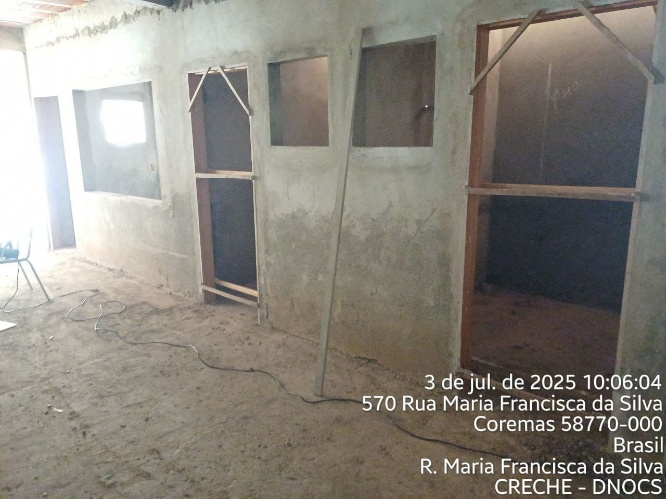 3 de jul. de 2025 10:06:04
570 Rua Maria Francisca da Silva
Coremas 58770-000
Brasil
R. Maria Francisca da Silva
CRECHE - DNOCS